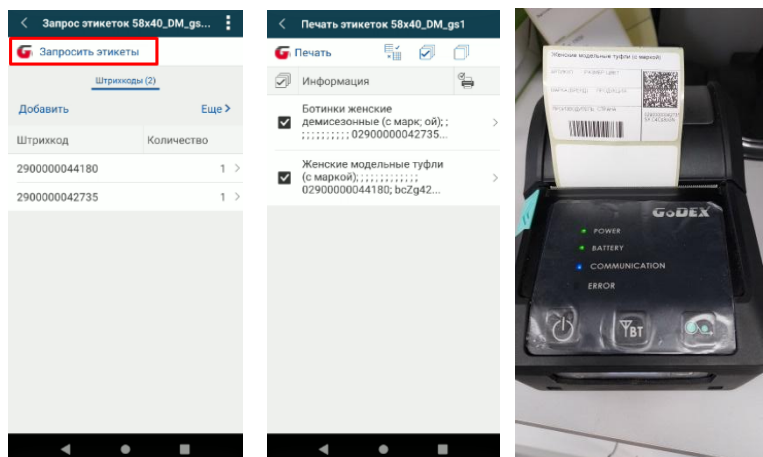 Запрос этикеток 58x40_DM_gs...
Запросить этикеты
Штрихкоды (2)
Добавить
Еще
Штрихкод
Количество
2900000044180
1
2900000042735
1
Печать этикеток 58x40_DM_gs1
Печать
Информация
Ботинки женские
демисезонные (с марк; ой); ;
; ; ; ; ; ; ; ; ; ; 02900000042735...
Женские модельные туфли
(с маркой); ; ; ; ; ; ; ; ; ; ; ;
02900000044180; bcZg42...
Женские модельные туфли (с маркой)
GoDEX
POWER
BATTERY
COMMUNICATION
ERROR
BT